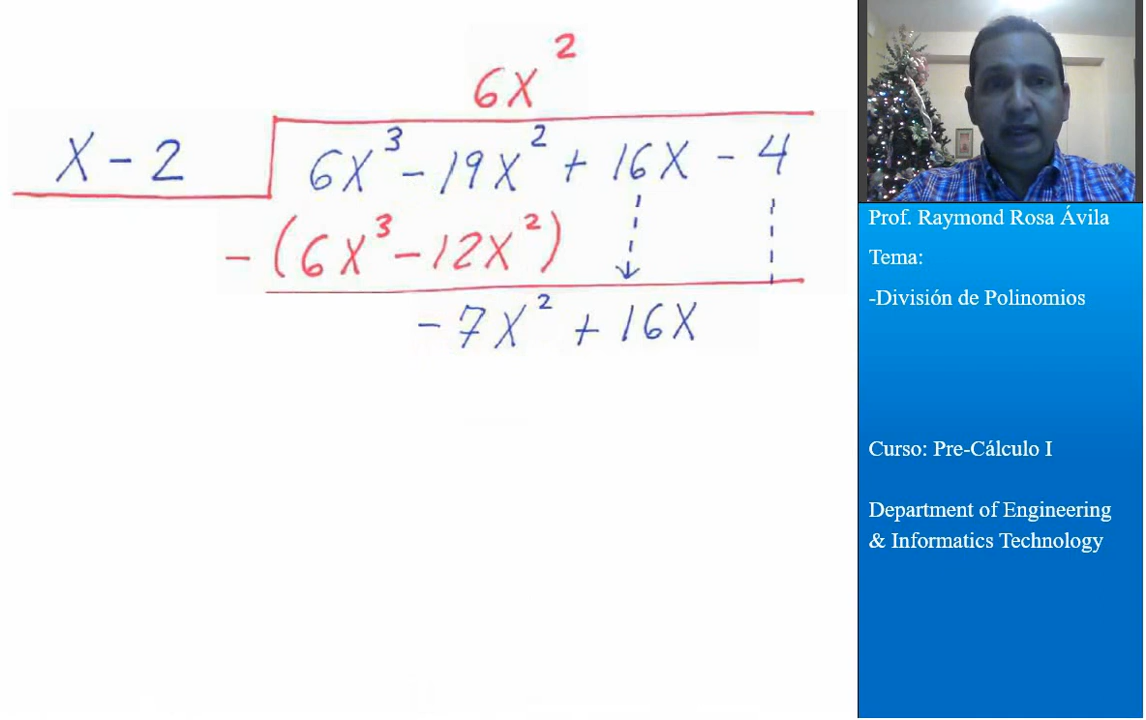 6x²
x - 2
6x³ - 19x² + 16x - 4
- (6x³ - 12x²)
- 7x² + 16x
Prof. Raymond Rosa Ávila
Tema:
-División de Polinomios
Curso: Pre-Cálculo I
Department of Engineering
& Informatics Technology